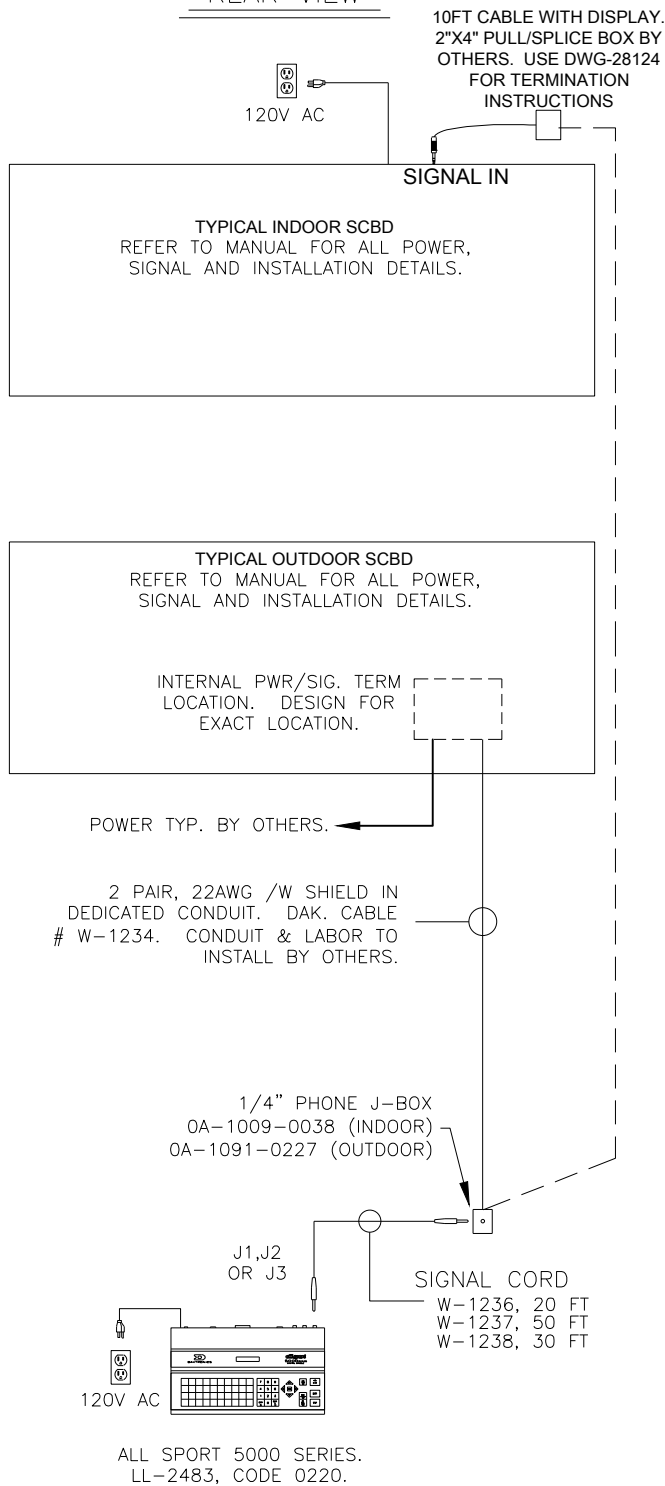 REAR VIEW
10FT CABLE WITH DISPLAY.
2"X4" PULL/SPLICE BOX BY
OTHERS. USE DWG-28124
FOR TERMINATION
INSTRUCTIONS
120V AC
SIGNAL IN
TYPICAL INDOOR SCBD
REFER TO MANUAL FOR ALL POWER,
SIGNAL AND INSTALLATION DETAILS.
TYPICAL OUTDOOR SCBD
REFER TO MANUAL FOR ALL POWER,
SIGNAL AND INSTALLATION DETAILS.
INTERNAL PWR/SIG. TERM
LOCATION. DESIGN FOR
EXACT LOCATION.
POWER TYP. BY OTHERS.
2 PAIR, 22AWG /W SHIELD IN
DEDICATED CONDUIT. DAK. CABLE
# W-1234. CONDUIT & LABOR TO
INSTALL BY OTHERS.
1/4" PHONE J-BOX
0A-1009-0038 (INDOOR)
0A-1091-0227 (OUTDOOR)
J1,J2
OR J3
SIGNAL CORD
W-1236, 20 FT
W-1237, 50 FT
W-1238, 30 FT
120V AC
ALL SPORT 5000 SERIES.
LL-2483, CODE 0220.